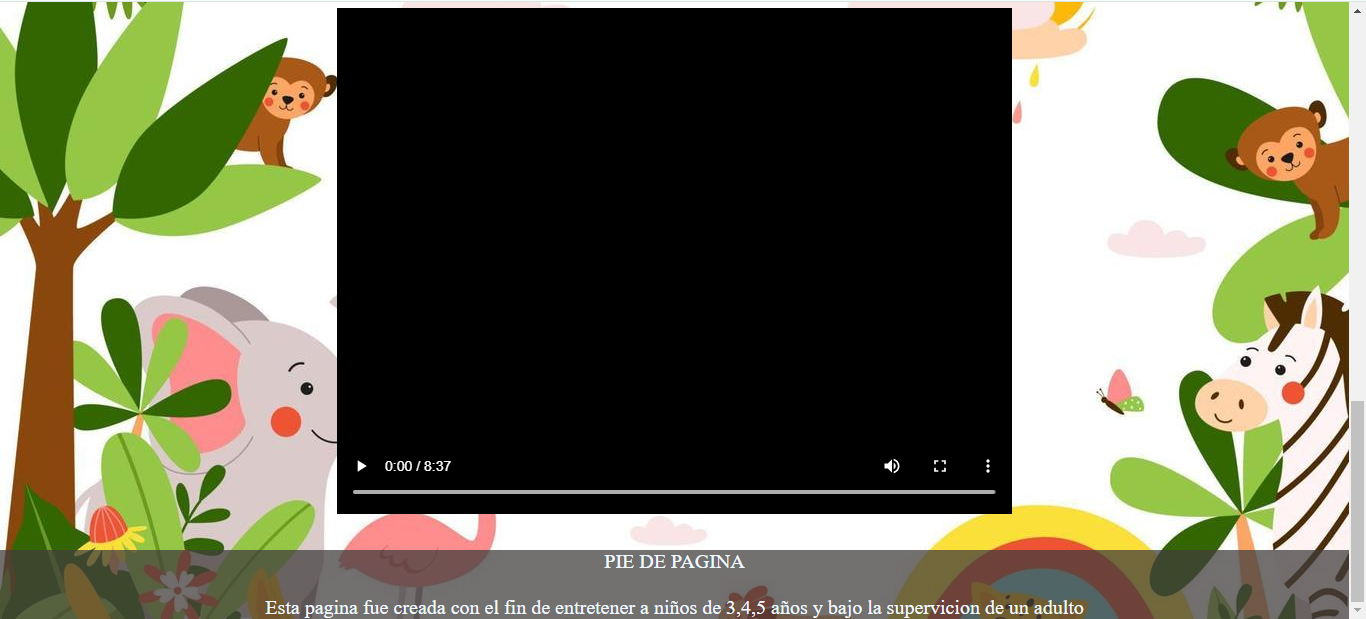 0:00 / 8:37
PIE DE PAGINA
Esta pagina fue creada con el fin de entretener a niños de 3,4,5 años y bajo la supervicion de un adulto